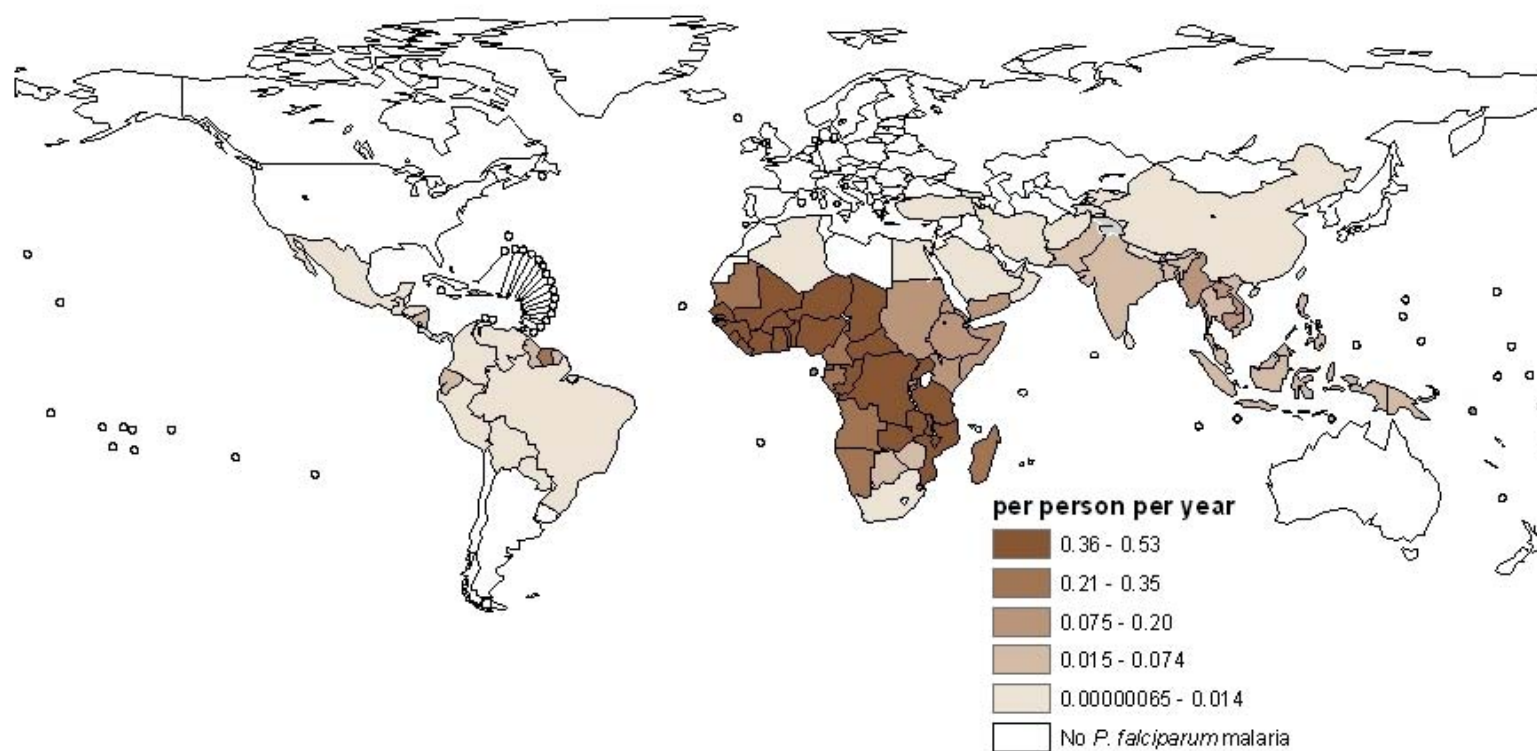 per person per year
0.36 - 0.53
0.21 - 0.35
0.075 - 0.20
0.015 - 0.074
0.00000065 - 0.014
No P. falciparum malaria